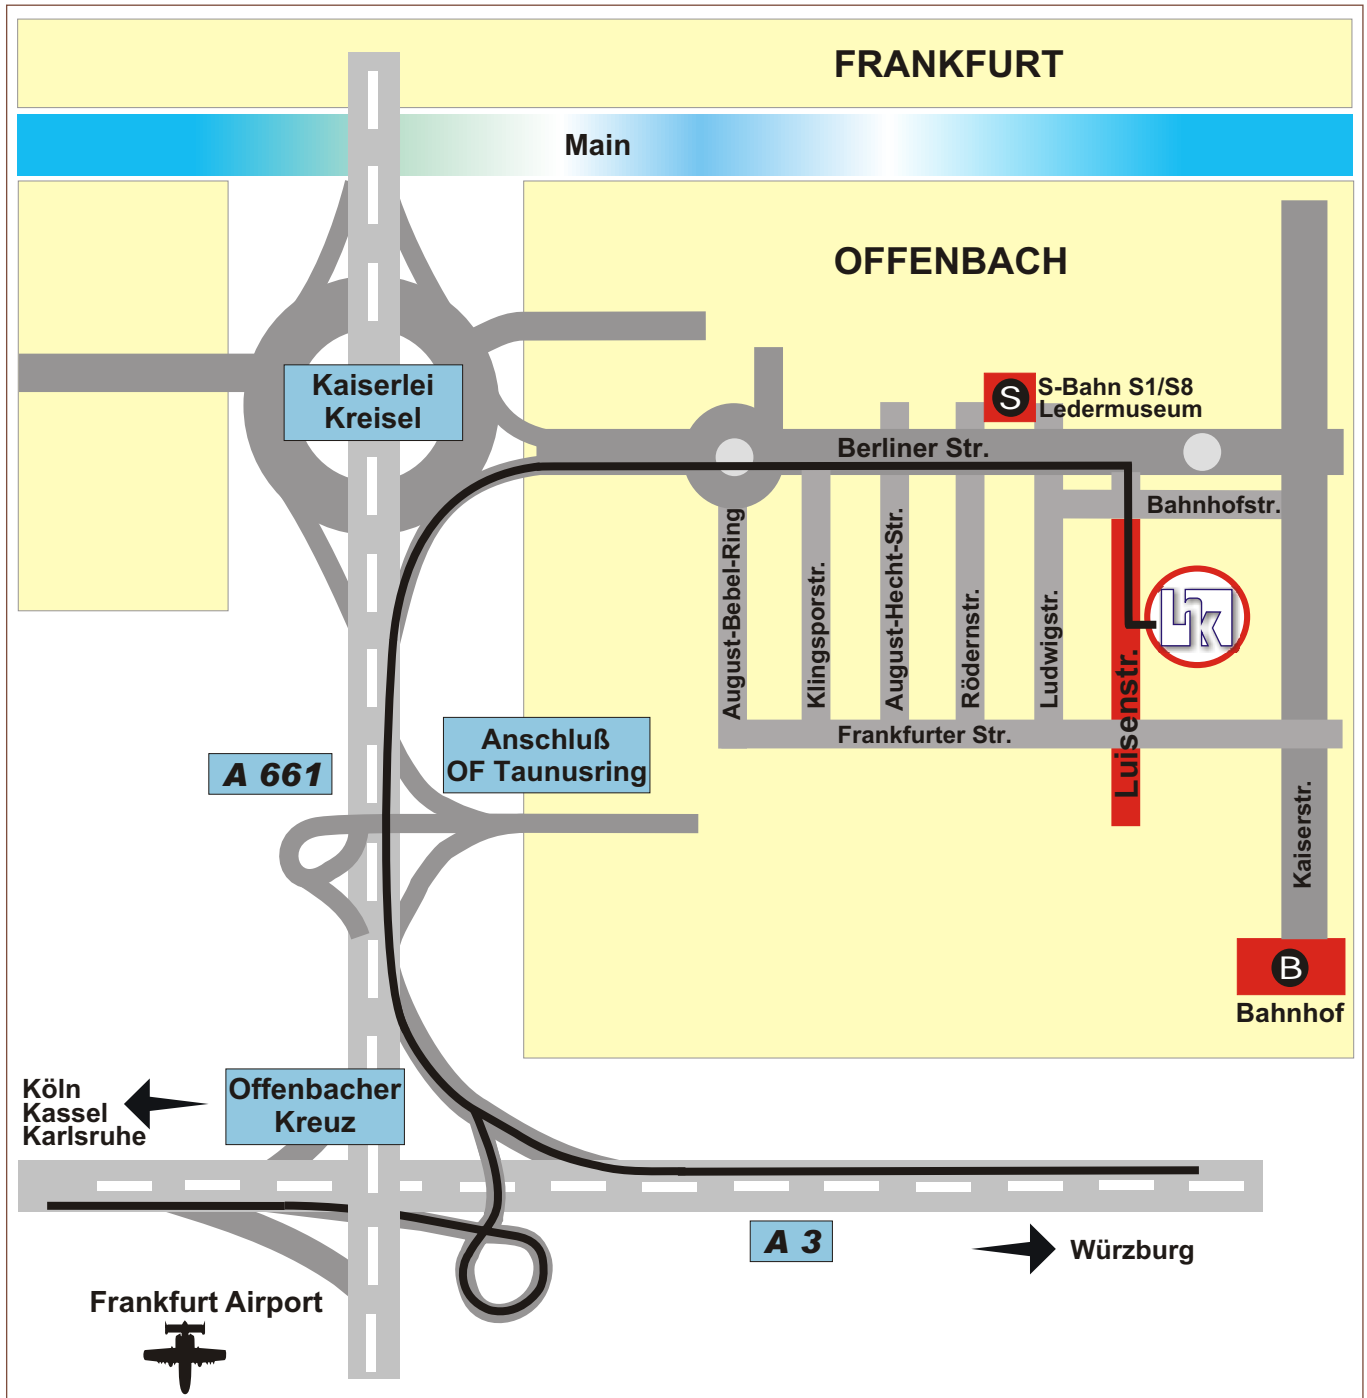 FRANKFURT
Main
OFFENBACH
Kaiserlei
Kreisel
S
S-Bahn S1/S8
Ledermuseum
Berliner Str.
Bahnhofstr.
August-Bebel-Ring
Klingsporstr.
August-Hecht-Str.
Rödernstr.
Ludwigstr.
Luisenstr.
hk
Frankfurter Str.
Anschluß
OF Taunusring
A 661
Kaiserstr.
B
Bahnhof
Köln
Kassel
Karlsruhe
Offenbacher
Kreuz
A 3
Würzburg
Frankfurt Airport